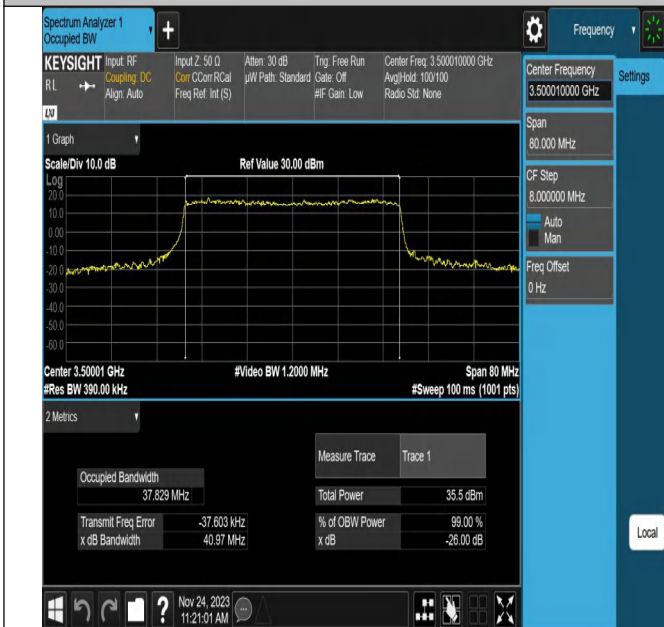 Spectrum Analyzer 1
Occupied BW
+
Frequency
KEYSIGHT Input: RF Input Z: 50 Ω Atten: 30 dB Trig: Free Run Center Freq: 3.500010000 GHz
RL Coupling: DC Corr CCorr RCal µW Path: Standard Gate: Off Avg|Hold: 100/100
Align: Auto Freq Ref: Int (S) #IF Gain: Low Radio Std: None
LXI
Center Frequency
3.500010000 GHz
Settings
Span
80.000 MHz
CF Step
8.000000 MHz
Auto
Man
Freq Offset
0 Hz
1 Graph
Scale/Div 10.0 dB Ref Value 30.00 dBm
Log
20.0
10.0
0.00
-10.0
-20.0
-30.0
-40.0
-50.0
-60.0
Center 3.50001 GHz #Video BW 1.2000 MHz Span 80 MHz
#Res BW 390.00 kHz #Sweep 100 ms (1001 pts)
2 Metrics
Measure Trace Trace 1
Occupied Bandwidth
37.829 MHz
Total Power 35.5 dBm
Transmit Freq Error -37.603 kHz % of OBW Power 99.00 %
x dB Bandwidth 40.97 MHz x dB -26.00 dB
Local
? Nov 24, 2023
11:21:01 AM